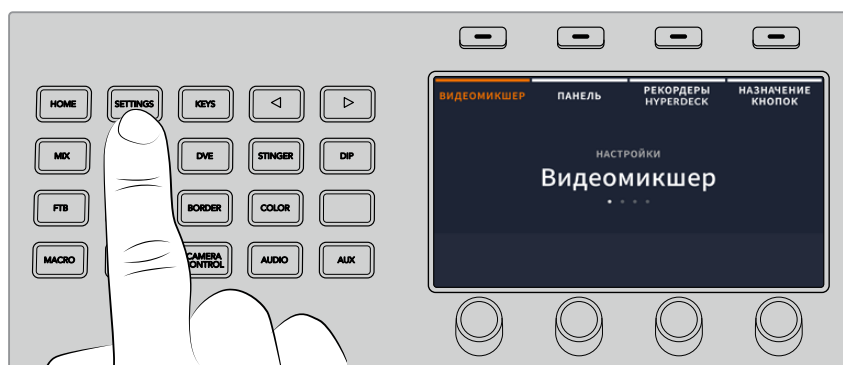 HOME
SETTINGS
KEYS
MIX
DVE
STINGER
DIP
FTB
BORDER
COLOR
MACRO
CAMERA
CONTROL
AUDIO
AUX
ВИДЕОМИКШЕР
ПАНЕЛЬ
РЕКОРДЕРЫ
HYPERDECK
НАЗНАЧЕНИЕ
КНОПОК
НАСТРОЙКИ
Видеомикшер